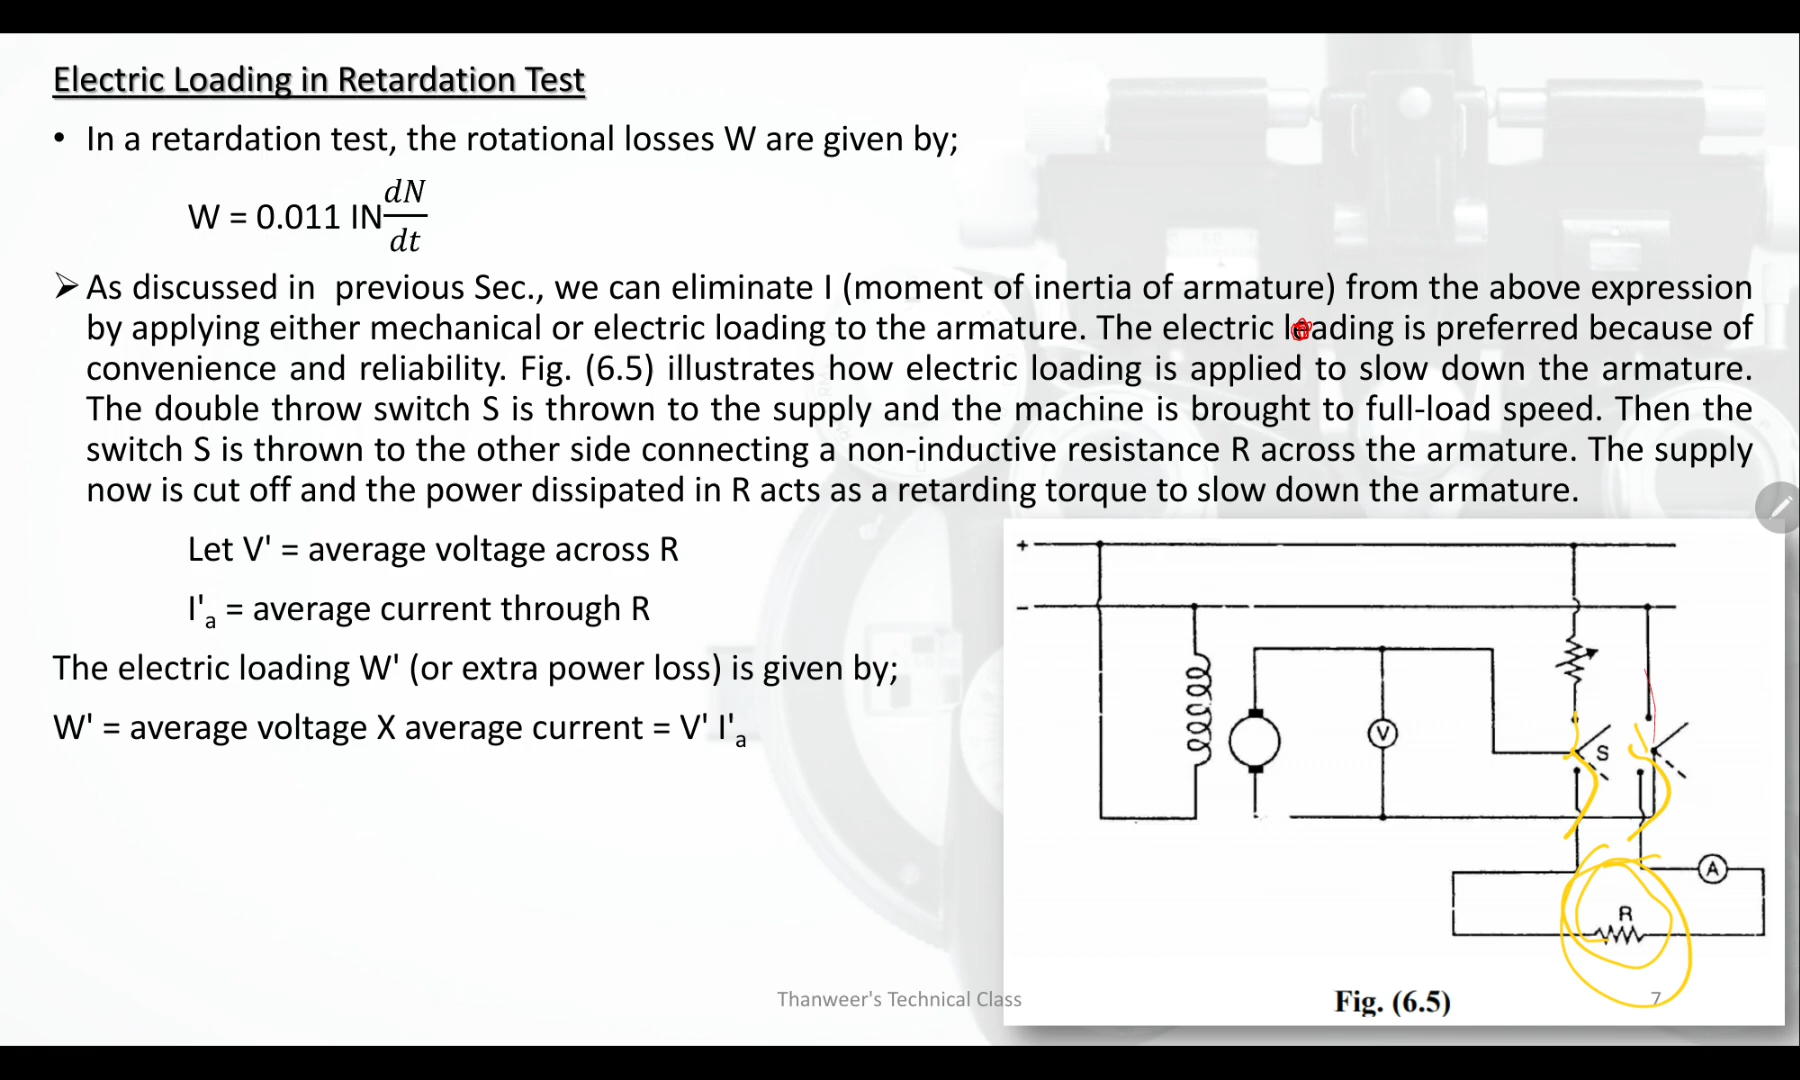 Electric Loading in Retardation Test
• In a retardation test, the rotational losses W are given by;
W = 0.011 IN dN/dt
➢ As discussed in previous Sec., we can eliminate I (moment of inertia of armature) from the above expression
by applying either mechanical or electric loading to the armature. The electric loading is preferred because of
convenience and reliability. Fig. (6.5) illustrates how electric loading is applied to slow down the armature.
The double throw switch S is thrown to the supply and the machine is brought to full-load speed. Then the
switch S is thrown to the other side connecting a non-inductive resistance R across the armature. The supply
now is cut off and the power dissipated in R acts as a retarding torque to slow down the armature.
Let V' = average voltage across R
I'a = average current through R
The electric loading W' (or extra power loss) is given by;
W' = average voltage X average current = V' I'a
+
−
V
S
A
R
Fig. (6.5)
Thanweer's Technical Class
7